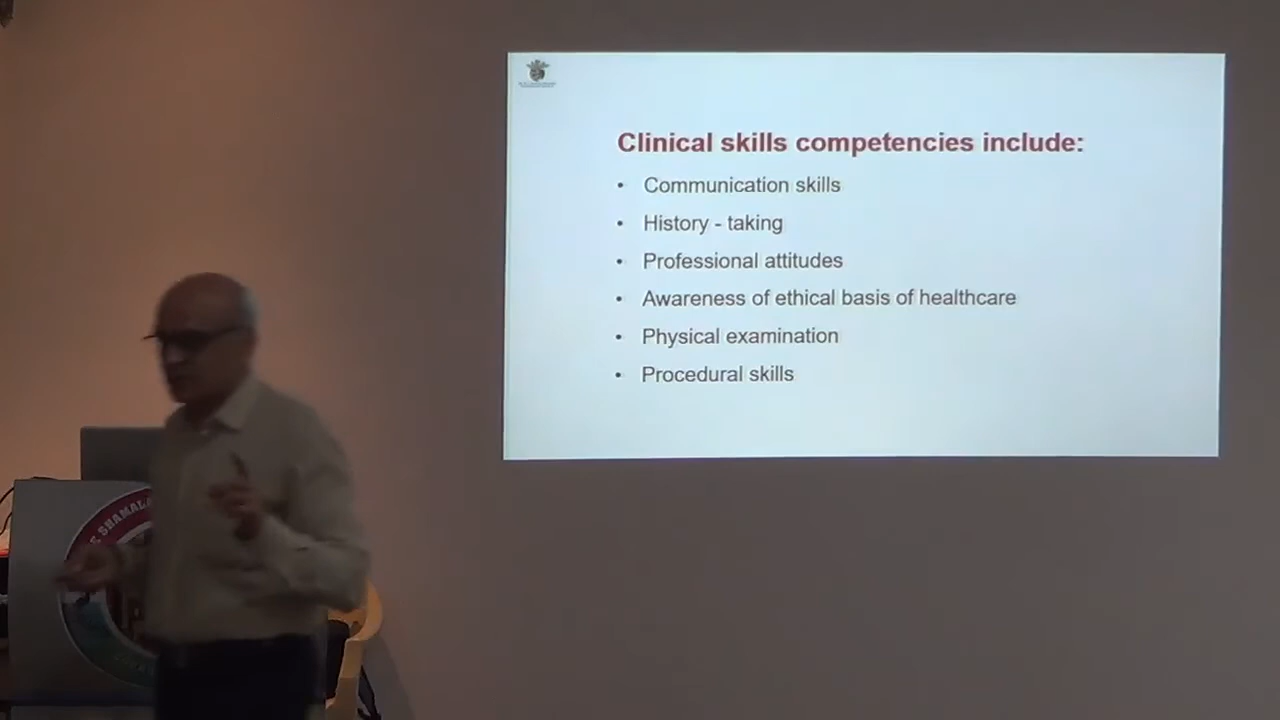 Clinical skills competencies include:
• Communication skills
• History - taking
• Professional attitudes
• Awareness of ethical basis of healthcare
• Physical examination
• Procedural skills